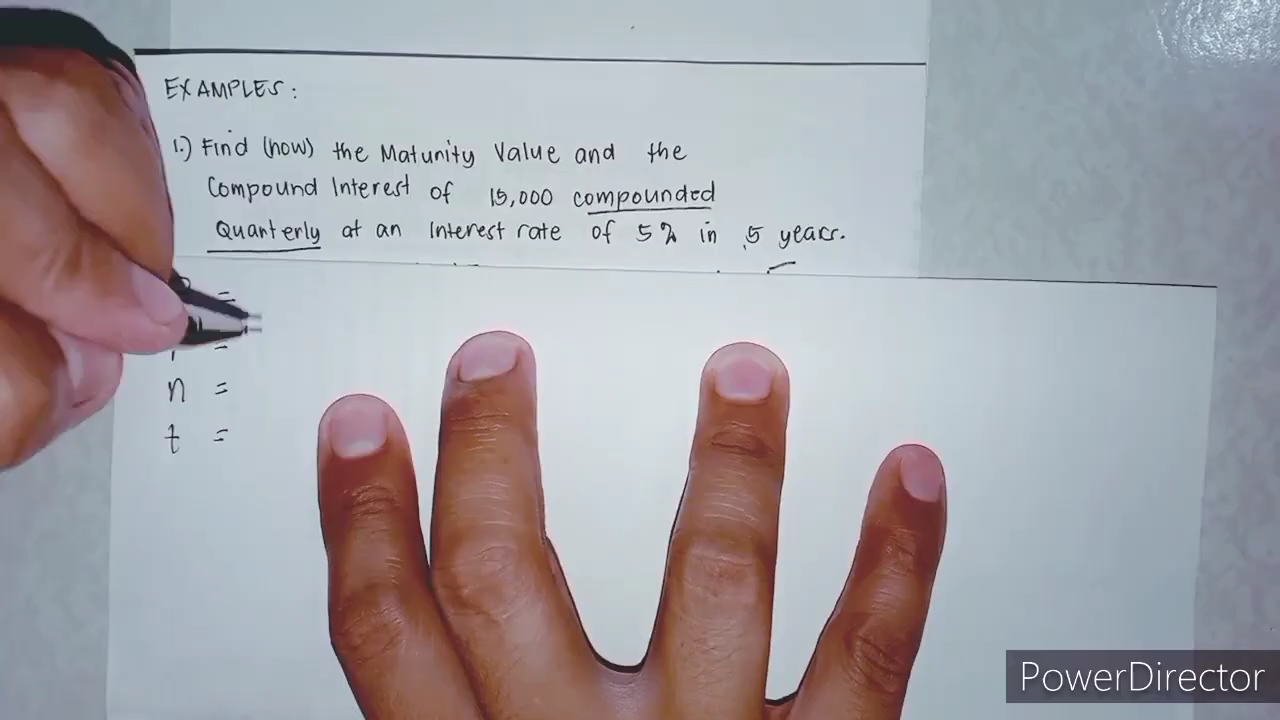 EXAMPLES:
1.) Find (how) the Maturity Value and the
Compound Interest of 15,000 compounded
Quarterly at an Interest rate of 5% in 5 years.
=
=
n =
t =
PowerDirector